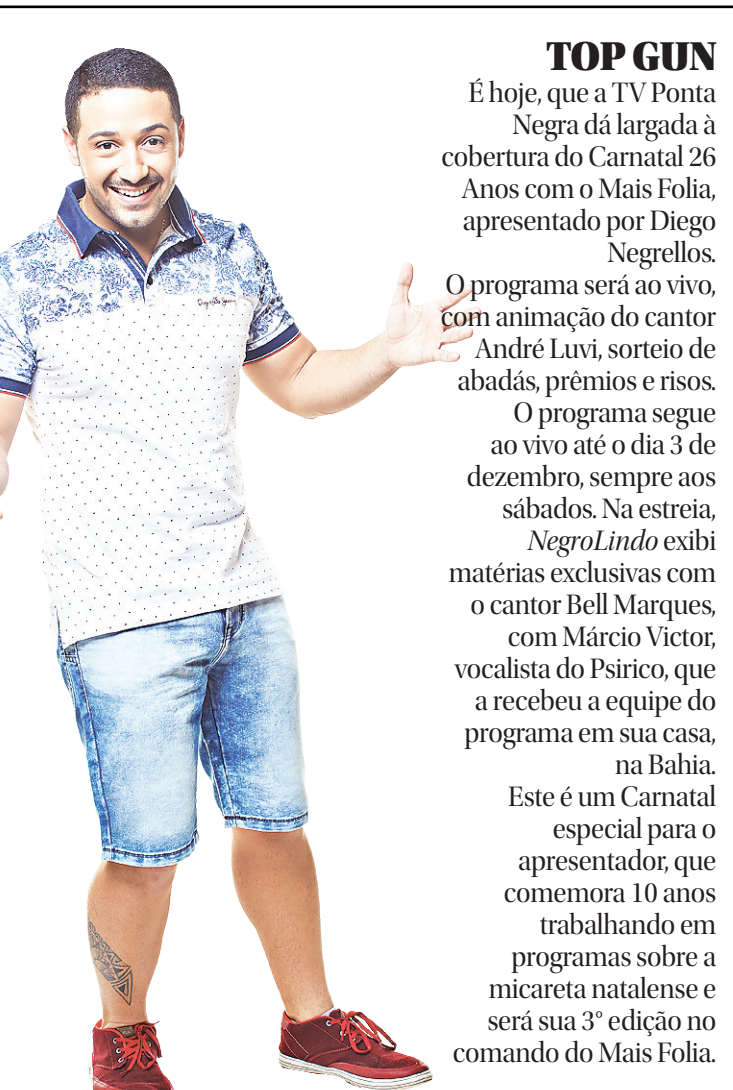 TOP GUN
É hoje, que a TV Ponta
Negra dá largada à
cobertura do Carnatal 26
Anos com o Mais Folia,
apresentado por Diego
Negrellos.
O programa será ao vivo,
com animação do cantor
André Luvi, sorteio de
abadás, prêmios e risos.
O programa segue
ao vivo até o dia 3 de
dezembro, sempre aos
sábados. Na estreia,
NegroLindo exibi
matérias exclusivas com
o cantor Bell Marques,
com Márcio Victor,
vocalista do Psirico, que
a recebeu a equipe do
programa em sua casa,
na Bahia.
Este é um Carnatal
especial para o
apresentador, que
comemora 10 anos
trabalhando em
programas sobre a
micareta natalense e
será sua 3° edição no
comando do Mais Folia.